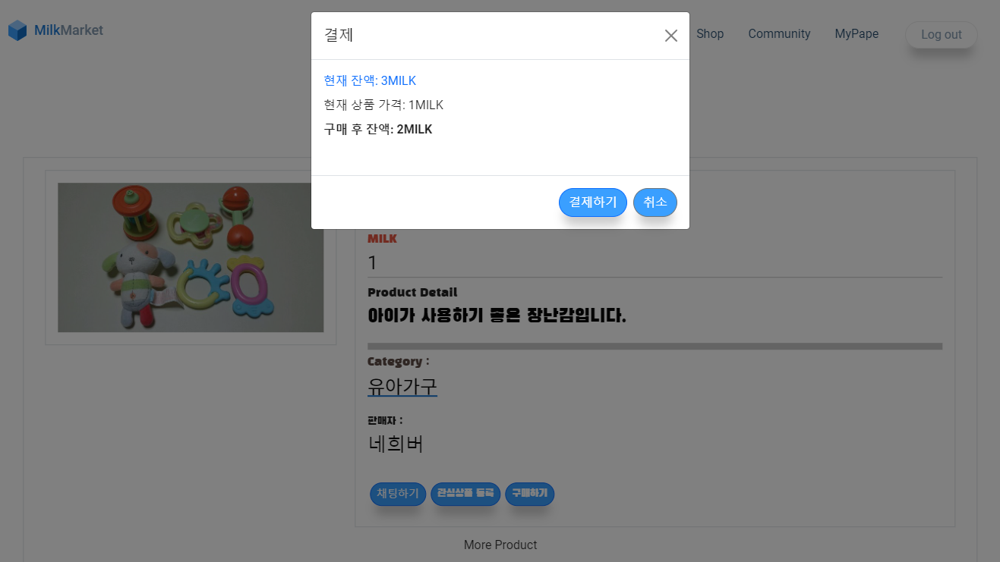 MilkMarket
Shop
Community
MyPape
Log out
결제
현재 잔액: 3MILK
현재 상품 가격: 1MILK
구매 후 잔액: 2MILK
결제하기
취소
MILK
1
Product Detail
아이가 사용하기 좋은 장난감입니다.
Category :
유아가구
판매자 :
네희버
채팅하기
관심상품 등록
구매하기
More Product